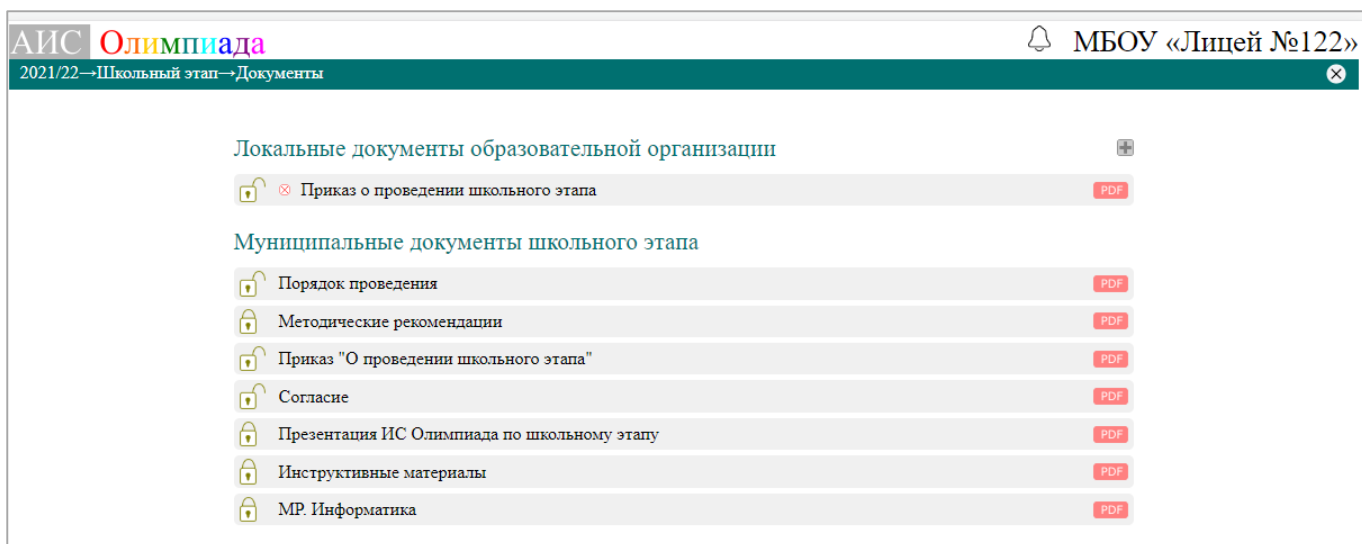 АИС Олимпиада МБОУ «Лицей №122»
2021/22→Школьный этап→Документы
Локальные документы образовательной организации
Приказ о проведении школьного этапа PDF
Муниципальные документы школьного этапа
Порядок проведения PDF
Методические рекомендации PDF
Приказ "О проведении школьного этапа" PDF
Согласие PDF
Презентация ИС Олимпиада по школьному этапу PDF
Инструктивные материалы PDF
МР. Информатика PDF